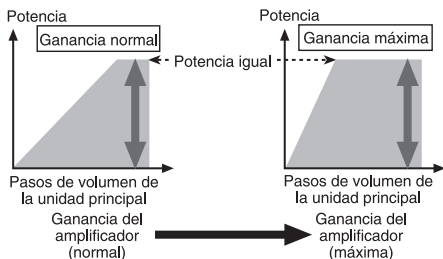 Potencia
Ganancia normal
Potencia igual
Potencia
Ganancia máxima
Pasos de volumen de
la unidad principal
Pasos de volumen de
la unidad principal
Ganancia del
amplificador
(normal)
Ganancia del
amplificador
(máxima)